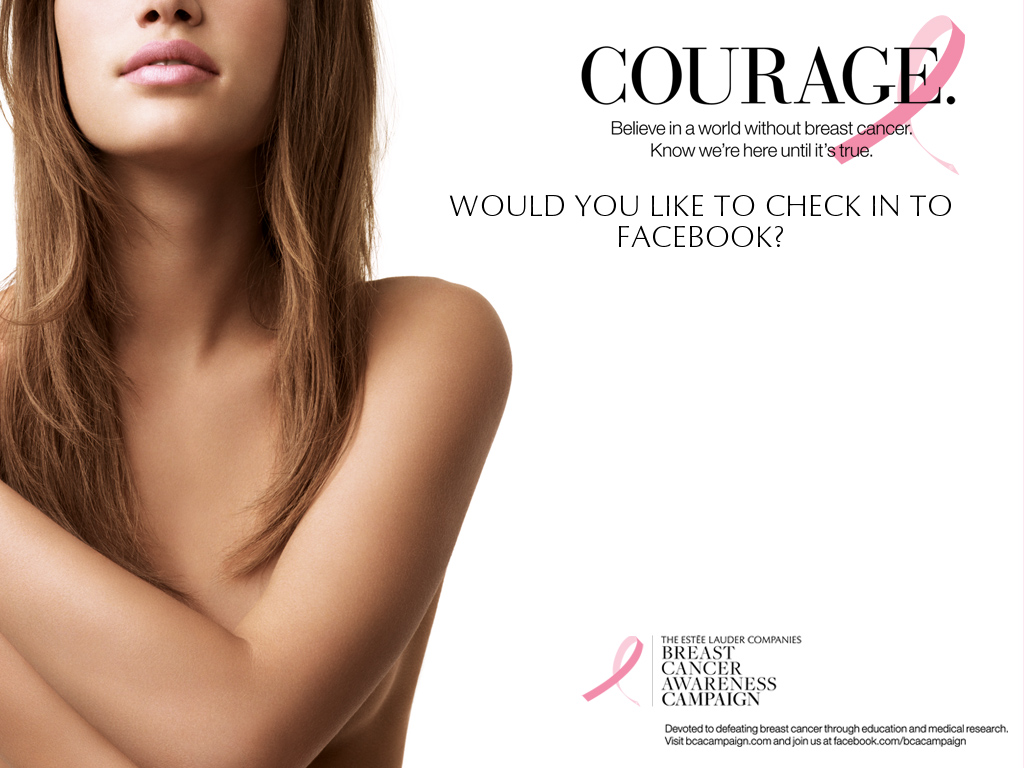 COURAGE.
Believe in a world without breast cancer.
Know we're here until it's true.
WOULD YOU LIKE TO CHECK IN TO
FACEBOOK?
THE ESTĒE LAUDER COMPANIES
BREAST
CANCER
AWARENESS
CAMPAIGN
Devoted to defeating breast cancer through education and medical research.
Visit bcacampaign.com and join us at facebook.com/bcacampaign